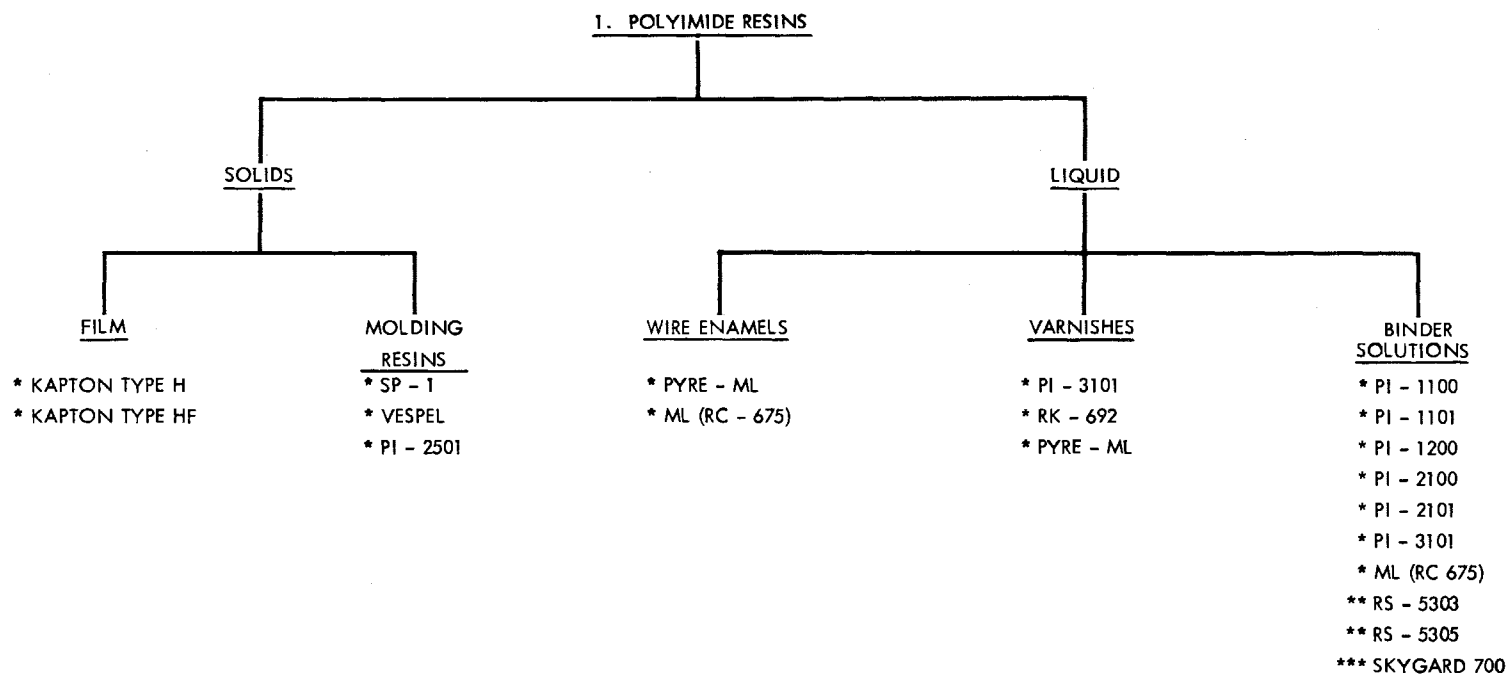 1. POLYIMIDE RESINS
SOLIDS
LIQUID
FILM
* KAPTON TYPE H
* KAPTON TYPE HF
MOLDING
RESINS
* SP - 1
* VESPEL
* PI - 2501
WIRE ENAMELS
* PYRE - ML
* ML (RC - 675)
VARNISHES
* PI - 3101
* RK - 692
* PYRE - ML
BINDER
SOLUTIONS
* PI - 1100
* PI - 1101
* PI - 1200
* PI - 2100
* PI - 2101
* PI - 3101
* ML (RC 675)
** RS - 5303
** RS - 5305
*** SKYGARD 700